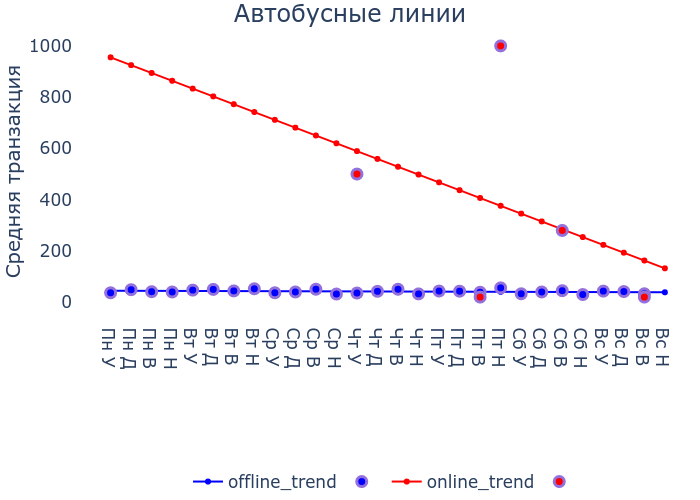 Автобусные линии
Средняя транзакция
1000
800
600
400
200
0
Пн У
Пн Д
Пн В
Пн Н
Вт У
Вт Д
Вт В
Вт Н
Ср У
Ср Д
Ср В
Ср Н
Чт У
Чт Д
Чт В
Чт Н
Пт У
Пт Д
Пт В
Пт Н
Сб У
Сб Д
Сб В
Сб Н
Вс У
Вс Д
Вс В
Вс Н
offline_trend online_trend